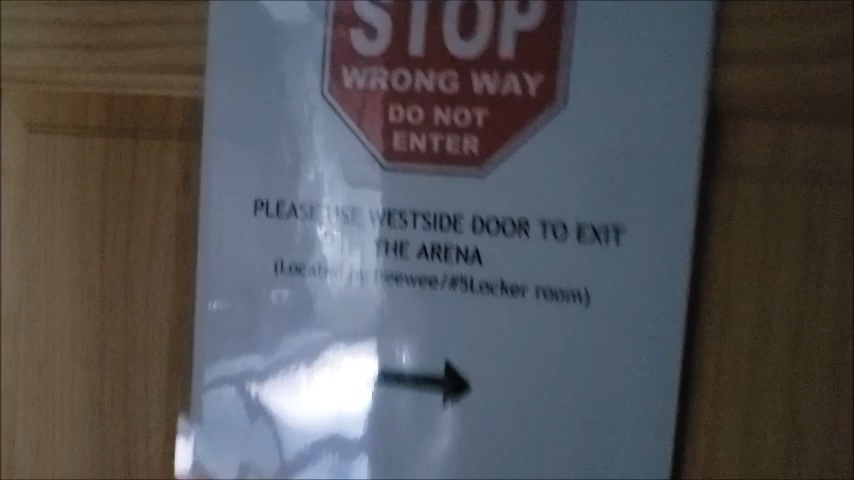 STOP
WRONG WAY
DO NOT
ENTER
PLEASE USE WESTSIDE DOOR TO EXIT
THE ARENA
(Located by Peewee/#5Locker room)